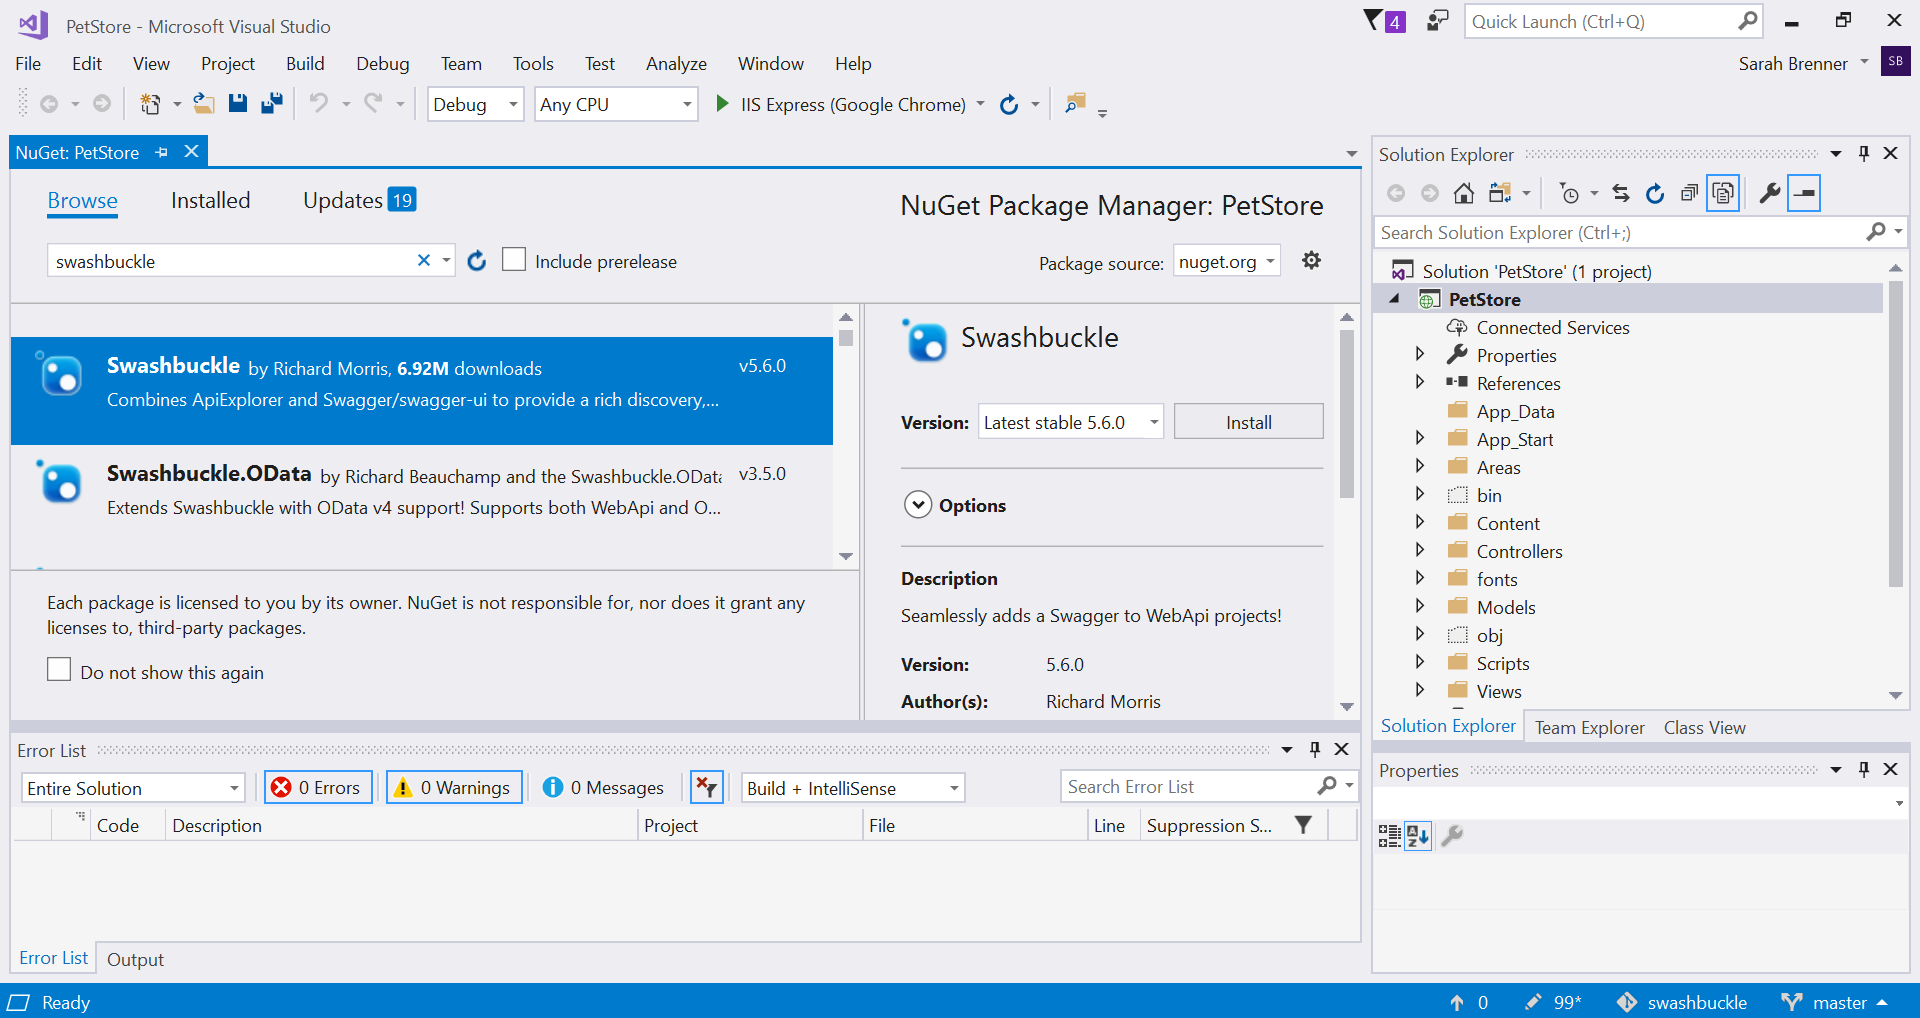 PetStore - Microsoft Visual Studio
4
Quick Launch (Ctrl+Q)
File Edit View Project Build Debug Team Tools Test Analyze Window Help
Sarah Brenner SB
Debug Any CPU IIS Express (Google Chrome)
NuGet: PetStore
Browse Installed Updates 19
NuGet Package Manager: PetStore
swashbuckle
Include prerelease
Package source: nuget.org
Swashbuckle by Richard Morris, 6.92M downloads v5.6.0
Combines ApiExplorer and Swagger/swagger-ui to provide a rich discovery,...
Swashbuckle.OData by Richard Beauchamp and the Swashbuckle.OData v3.5.0
Extends Swashbuckle with OData v4 support! Supports both WebApi and O...
Each package is licensed to you by its owner. NuGet is not responsible for, nor does it grant any
licenses to, third-party packages.
Do not show this again
Swashbuckle
Version: Latest stable 5.6.0 Install
Options
Description
Seamlessly adds a Swagger to WebApi projects!
Version: 5.6.0
Author(s): Richard Morris
Error List
Entire Solution 0 Errors 0 Warnings 0 Messages Build + IntelliSense Search Error List
Code Description Project File Line Suppression S...
Error List Output
Solution Explorer
Search Solution Explorer (Ctrl+;)
Solution 'PetStore' (1 project)
PetStore
Connected Services
Properties
References
App_Data
App_Start
Areas
bin
Content
Controllers
fonts
Models
obj
Scripts
Views
Solution Explorer Team Explorer Class View
Properties
Ready
0 99* swashbuckle master